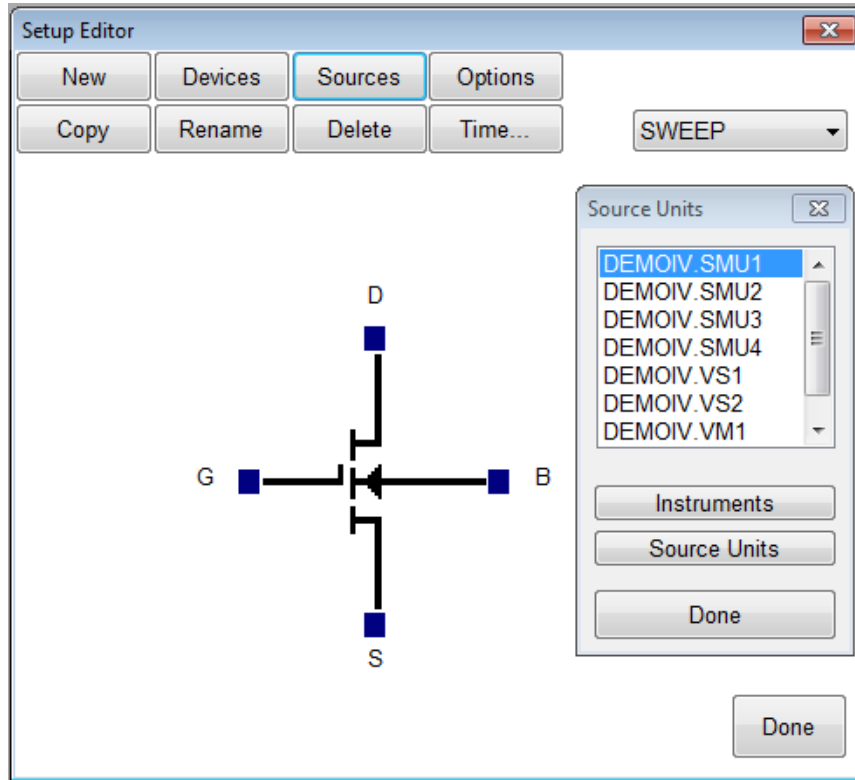 Setup Editor
New Devices Sources Options
Copy Rename Delete Time... SWEEP
Source Units
DEMOIV.SMU1
DEMOIV.SMU2
DEMOIV.SMU3
DEMOIV.SMU4
DEMOIV.VS1
DEMOIV.VS2
DEMOIV.VM1
D
G B
S
Instruments
Source Units
Done
Done